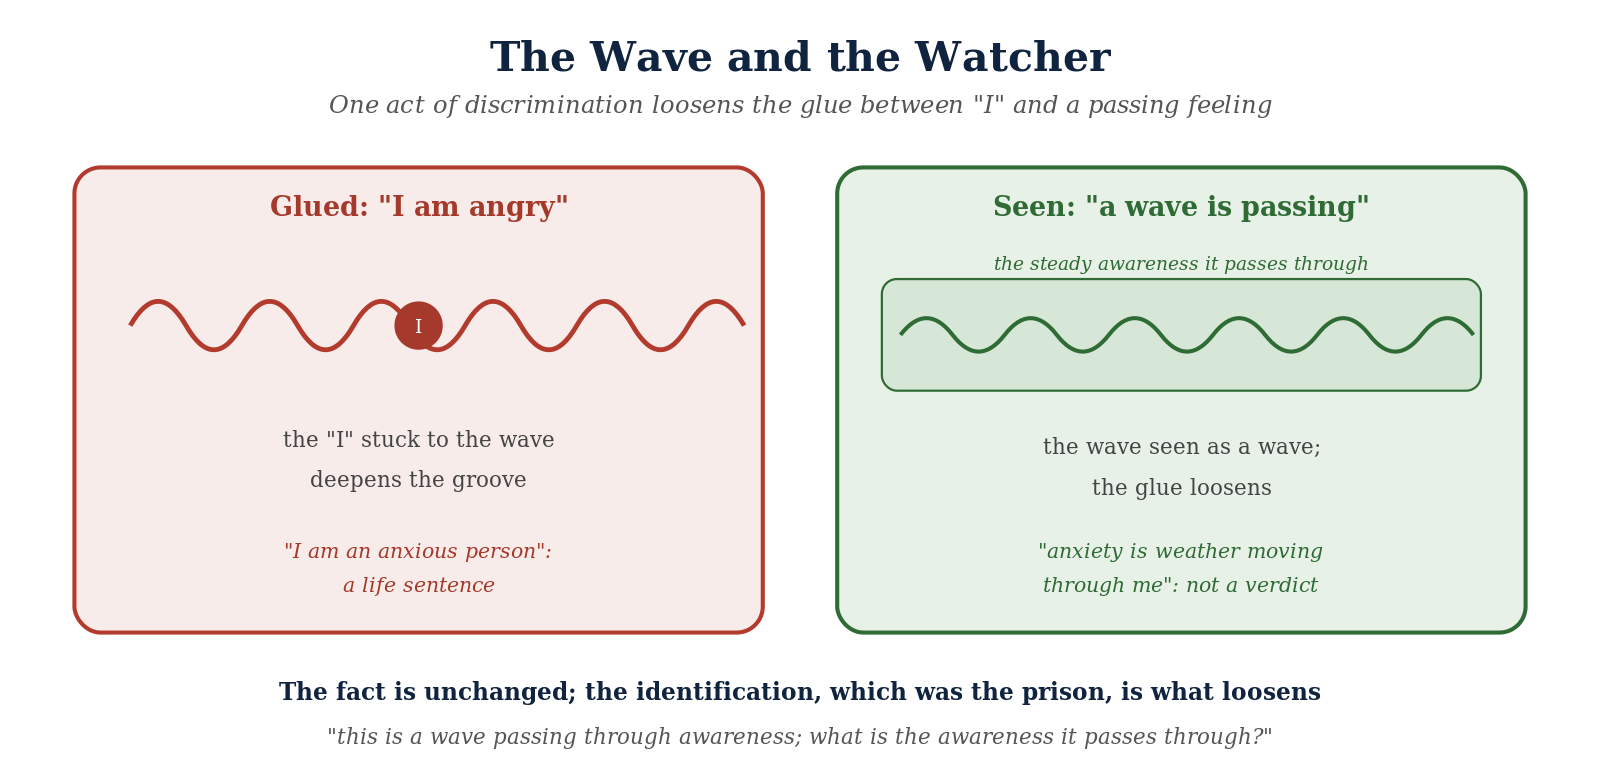 The Wave and the Watcher
One act of discrimination loosens the glue between "I" and a passing feeling
Glued: "I am angry"
I
the "I" stuck to the wave
deepens the groove
"I am an anxious person":
a life sentence
Seen: "a wave is passing"
the steady awareness it passes through
the wave seen as a wave;
the glue loosens
"anxiety is weather moving
through me": not a verdict
The fact is unchanged; the identification, which was the prison, is what loosens
"this is a wave passing through awareness; what is the awareness it passes through?"